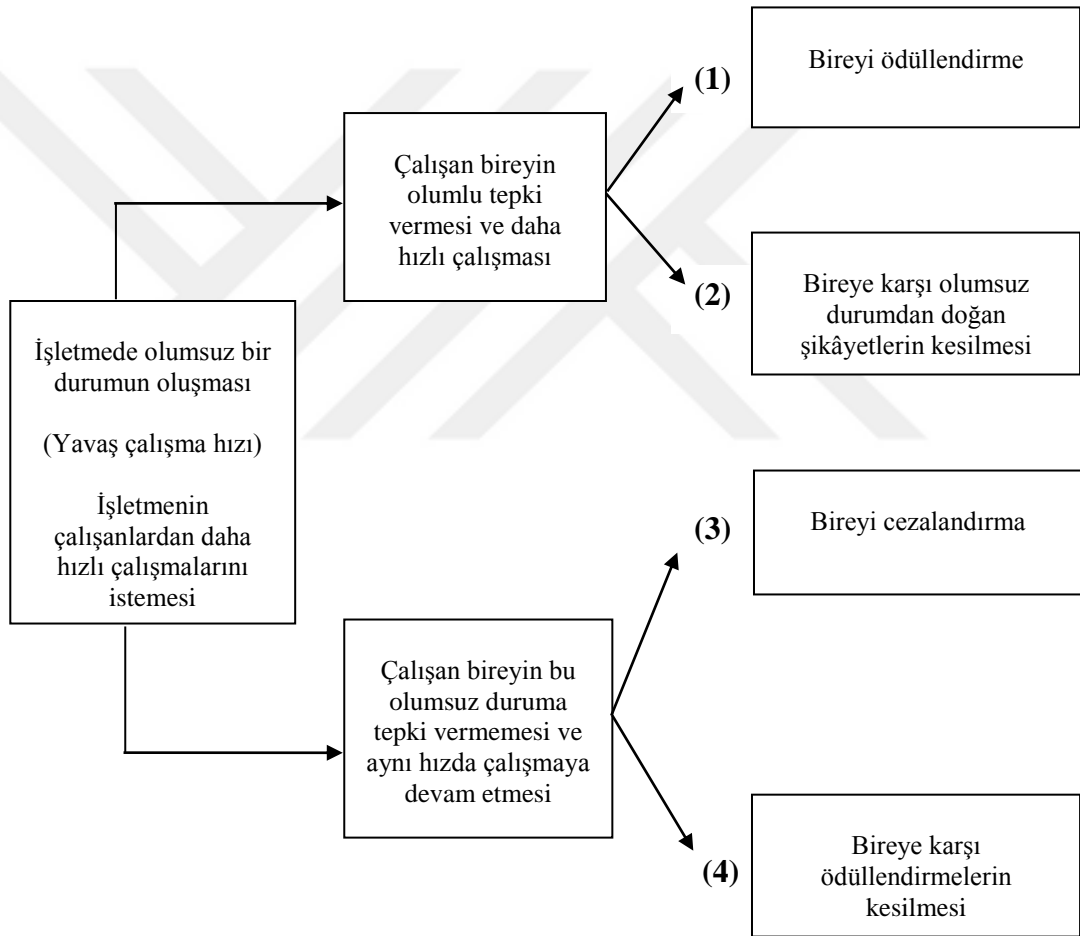 İşletmede olumsuz bir
durumun oluşması
(Yavaş çalışma hızı)
İşletmenin
çalışanlardan daha
hızlı çalışmalarını
istemesi
Çalışan bireyin
olumlu tepki
vermesi ve daha
hızlı çalışması
(1)
Bireyi ödüllendirme
(2)
Bireye karşı olumsuz
durumdan doğan
şikâyetlerin kesilmesi
Çalışan bireyin bu
olumsuz duruma
tepki vermemesi ve
aynı hızda çalışmaya
devam etmesi
(3)
Bireyi cezalandırma
(4)
Bireye karşı
ödüllendirmelerin
kesilmesi